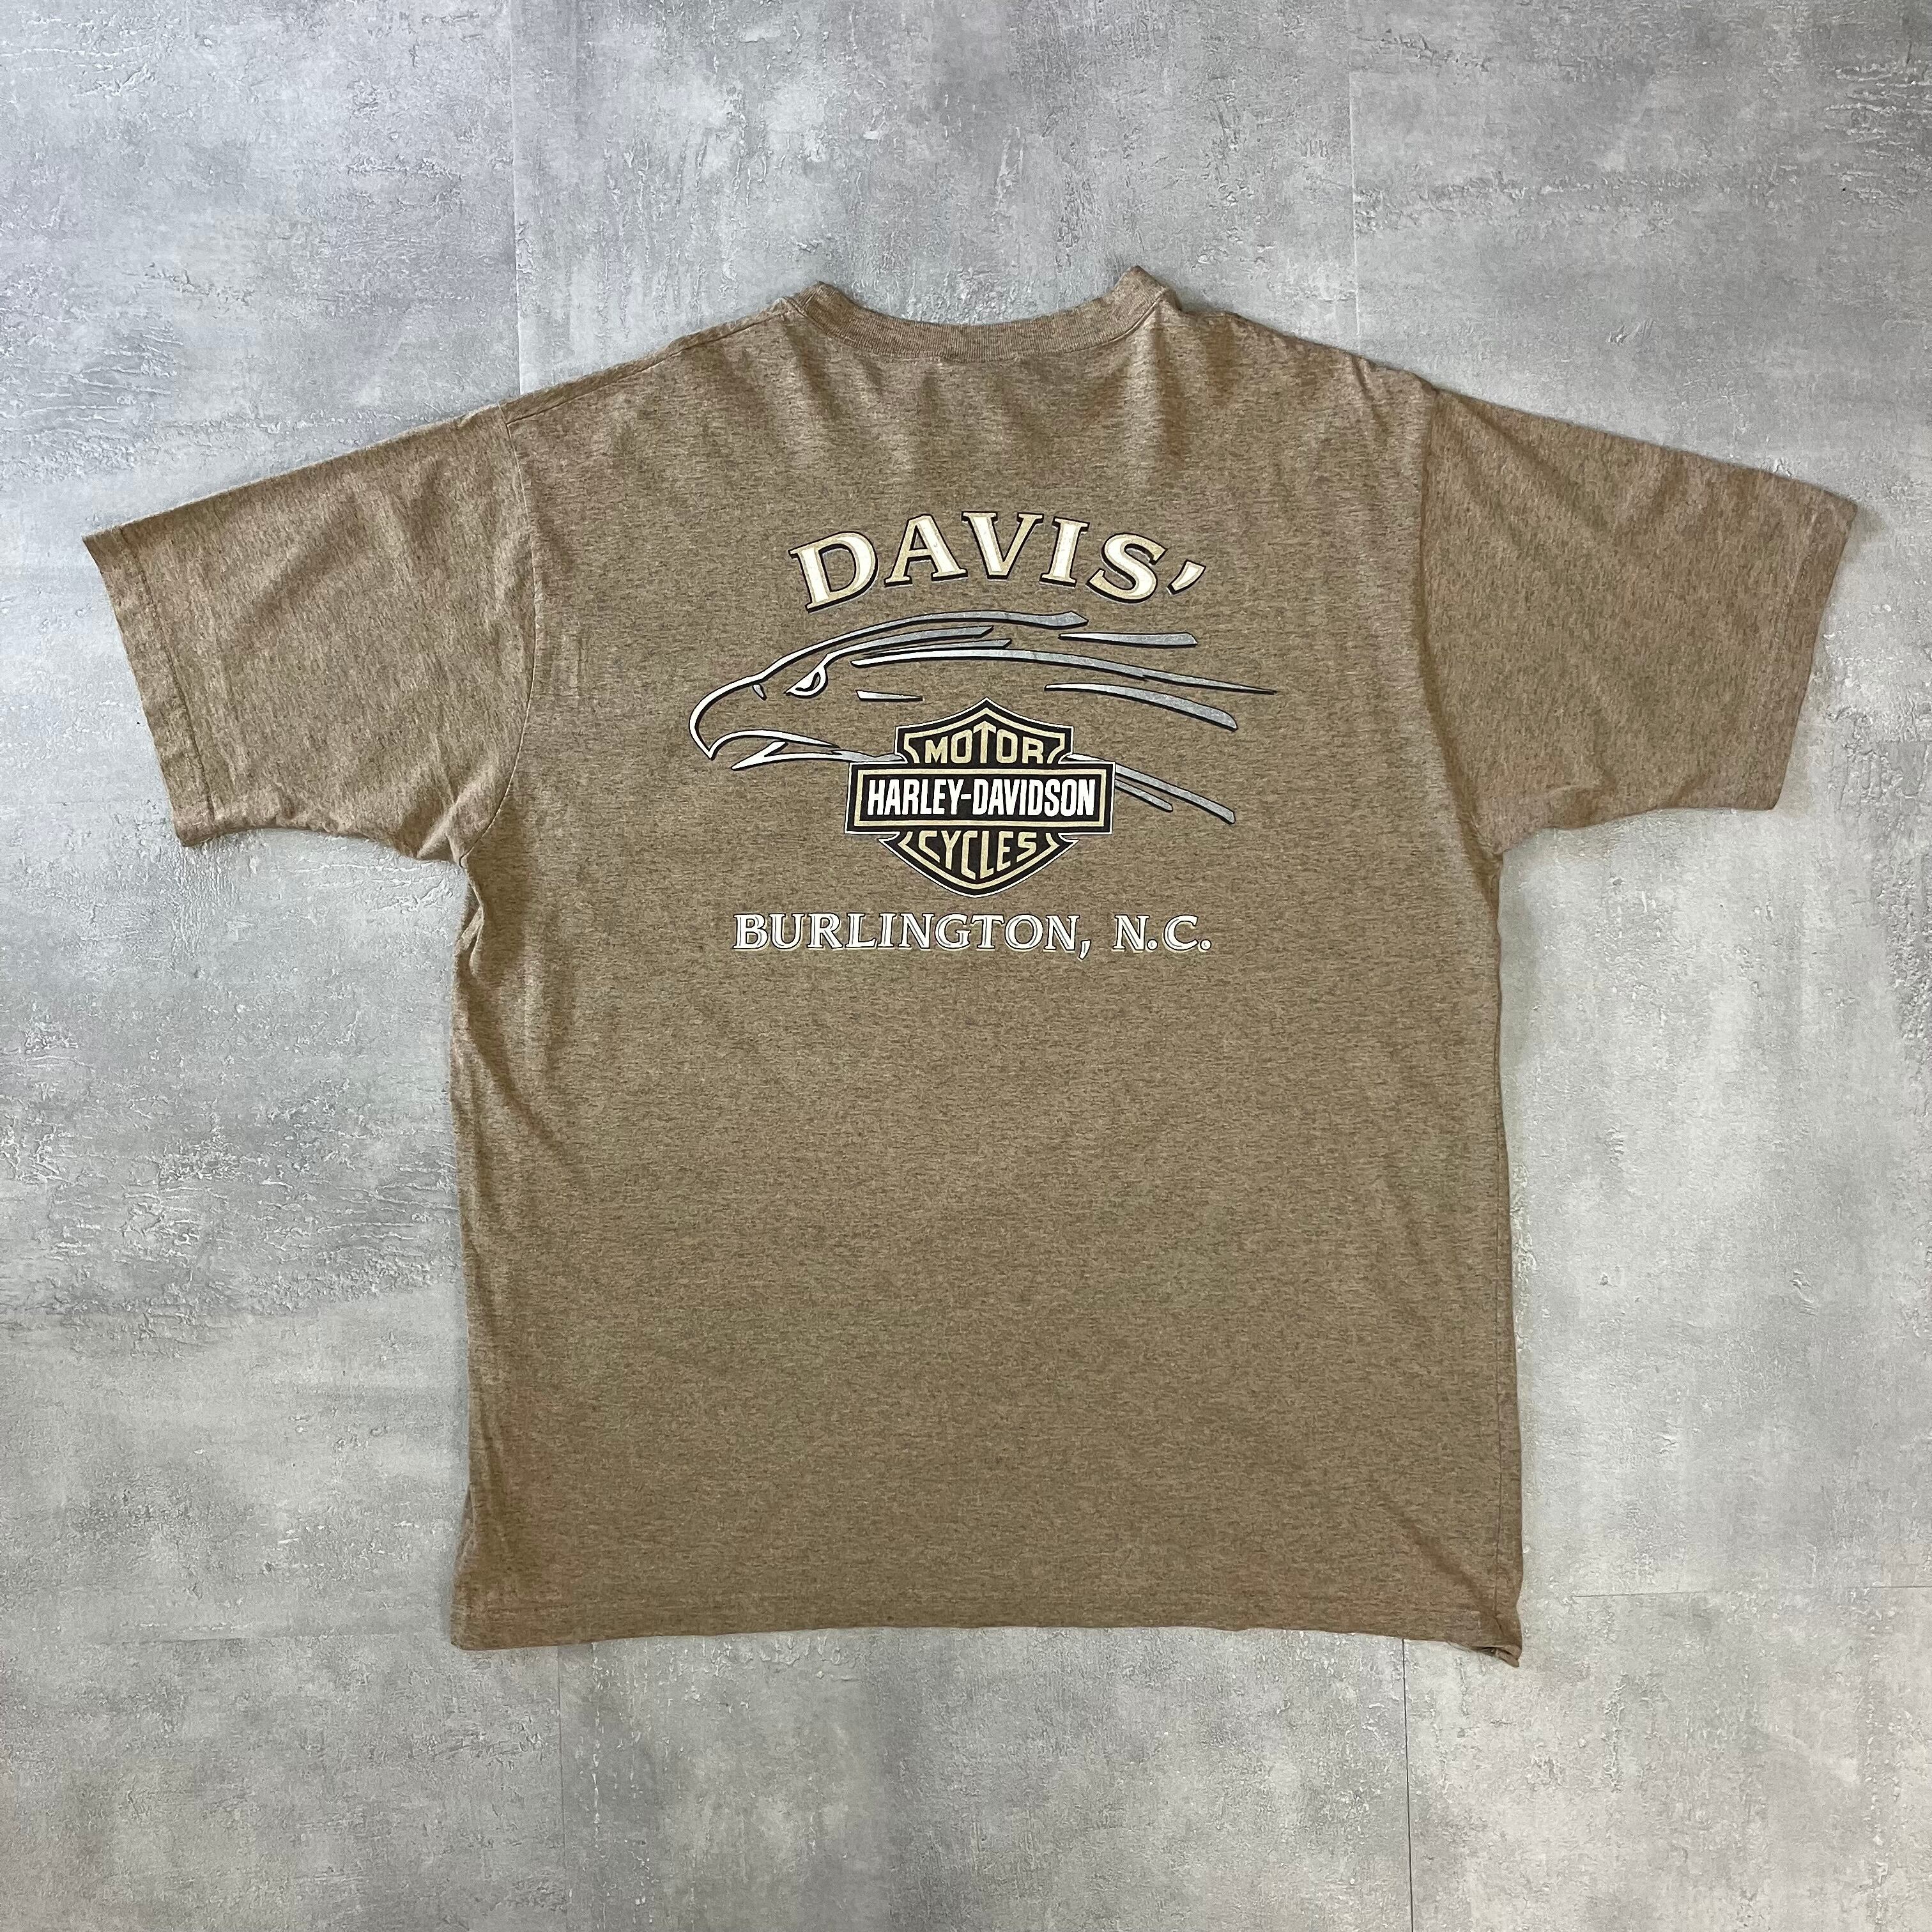 DAVIS'
MOTOR
HARLEY-DAVIDSON
CYCLES
BURLINGTON, N.C.